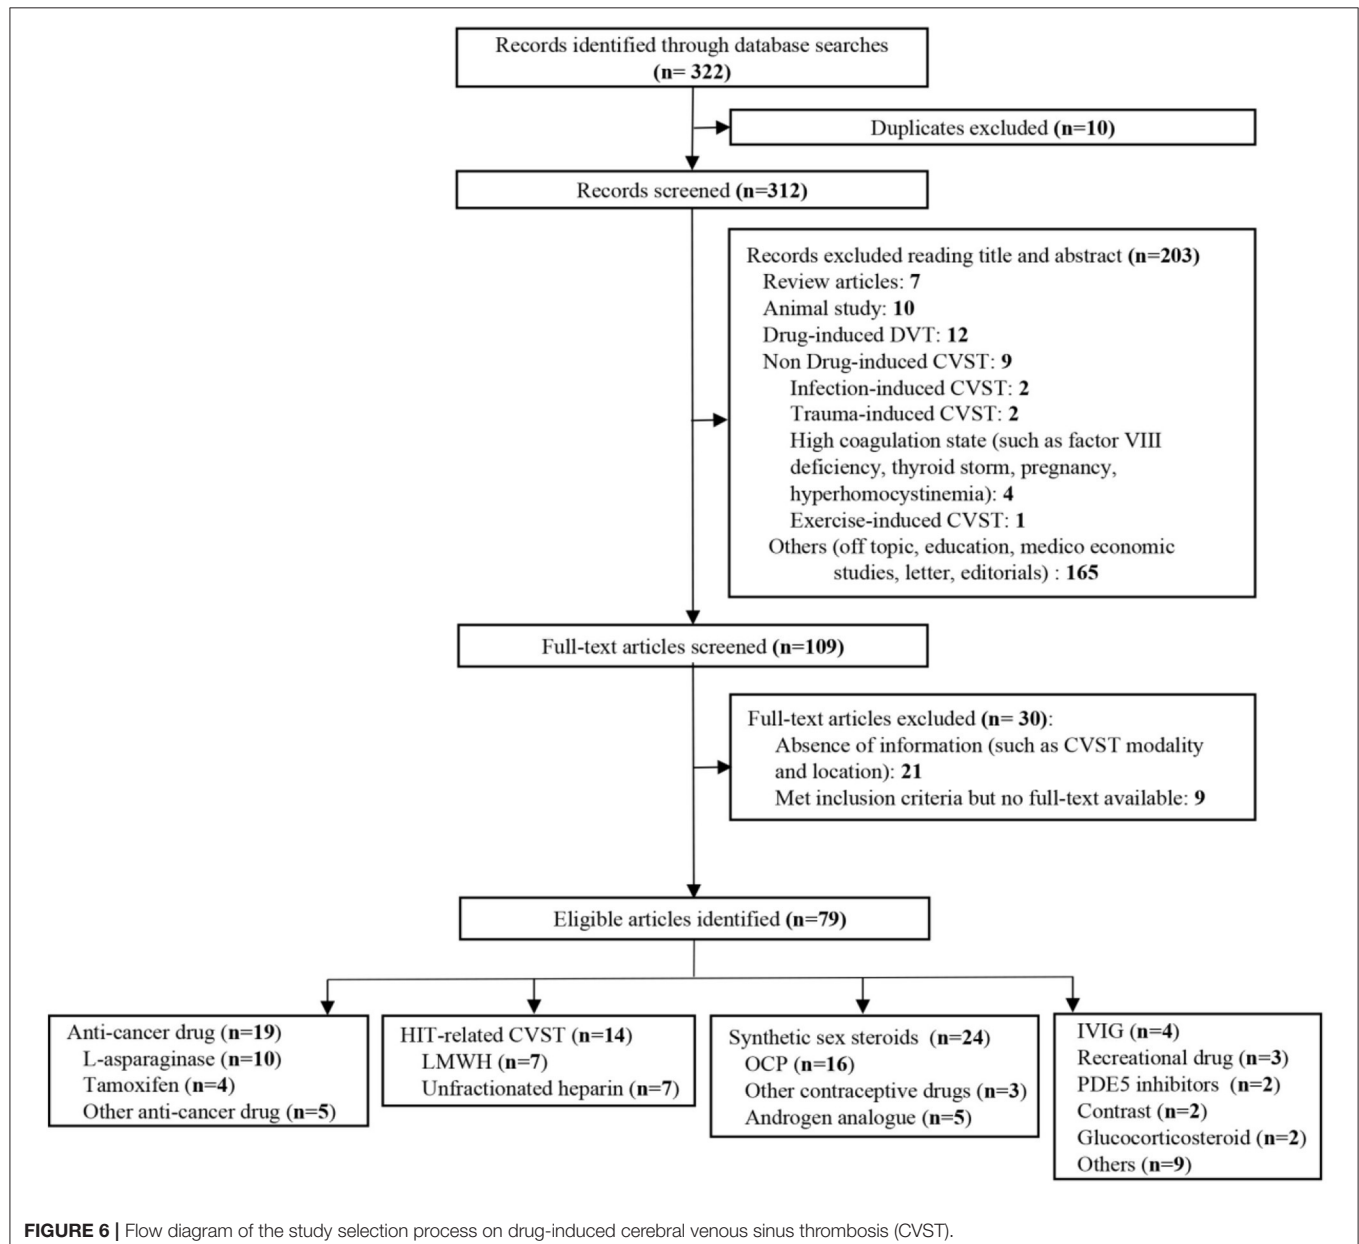 Records identified through database searches
(n= 322)
Duplicates excluded (n=10)
Records screened (n=312)
Records excluded reading title and abstract (n=203)
Review articles: 7
Animal study: 10
Drug-induced DVT: 12
Non Drug-induced CVST: 9
Infection-induced CVST: 2
Trauma-induced CVST: 2
High coagulation state (such as factor VIII
deficiency, thyroid storm, pregnancy,
hyperhomocystinemia): 4
Exercise-induced CVST: 1
Others (off topic, education, medico economic
studies, letter, editorials) : 165
Full-text articles screened (n=109)
Full-text articles excluded (n= 30):
Absence of information (such as CVST modality
and location): 21
Met inclusion criteria but no full-text available: 9
Eligible articles identified (n=79)
Anti-cancer drug (n=19)
L-asparaginase (n=10)
Tamoxifen (n=4)
Other anti-cancer drug (n=5)
HIT-related CVST (n=14)
LMWH (n=7)
Unfractionated heparin (n=7)
Synthetic sex steroids (n=24)
OCP (n=16)
Other contraceptive drugs (n=3)
Androgen analogue (n=5)
IVIG (n=4)
Recreational drug (n=3)
PDE5 inhibitors (n=2)
Contrast (n=2)
Glucocorticosteroid (n=2)
Others (n=9)
FIGURE 6 | Flow diagram of the study selection process on drug-induced cerebral venous sinus thrombosis (CVST).